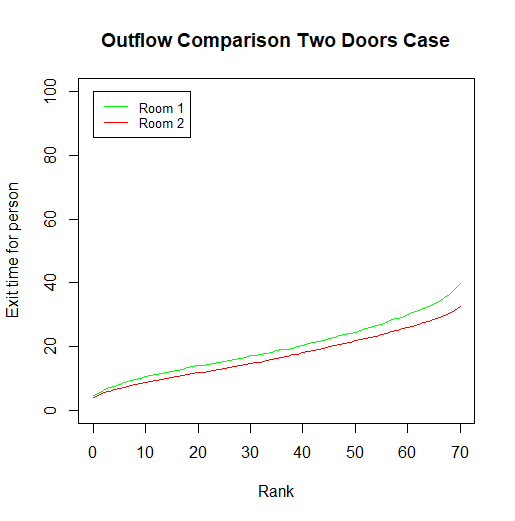 Outflow Comparison Two Doors Case
Exit time for person
100
80
60
40
20
0
Room 1
Room 2
0 10 20 30 40 50 60 70
Rank